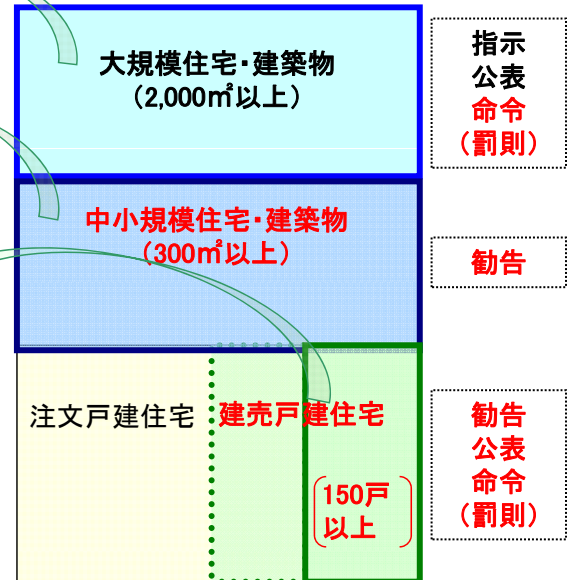 大規模住宅・建築物
（2,000㎡以上）
指示
公表
命令
（罰則）
中小規模住宅・建築物
（300㎡以上）
勧告
注文戸建住宅
建売戸建住宅
150戸
以上
勧告
公表
命令
（罰則）